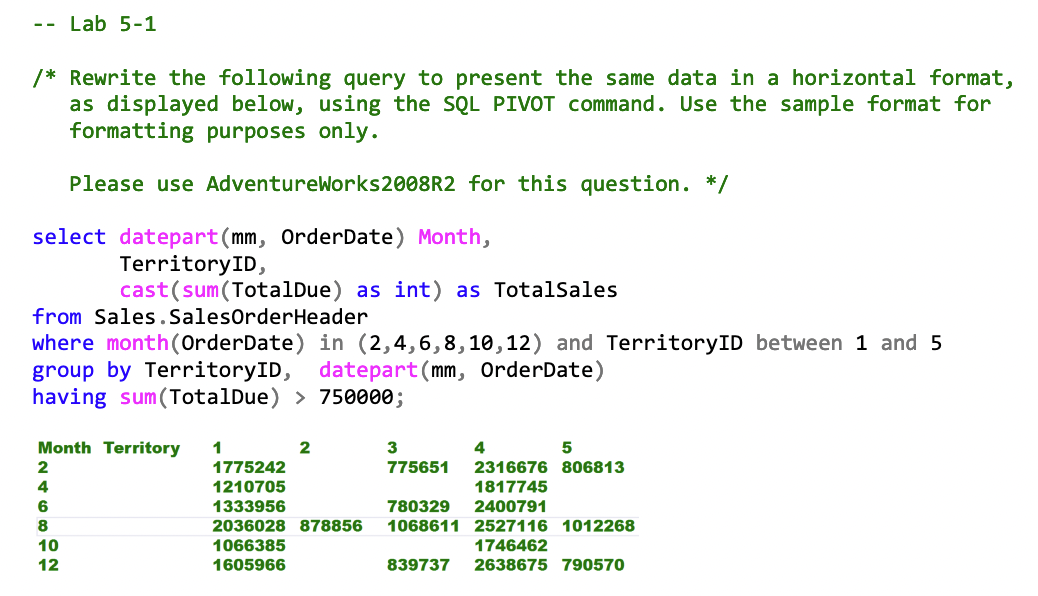 -- Lab 5-1
/* Rewrite the following query to present the same data in a horizontal format,
as displayed below, using the SQL PIVOT command. Use the sample format for
formatting purposes only.
Please use AdventureWorks2008R2 for this question. */
select datepart(mm, OrderDate) Month,
TerritoryID,
cast(sum(TotalDue) as int) as TotalSales
from Sales.SalesOrderHeader
where month(OrderDate) in (2,4,6,8,10,12) and TerritoryID between 1 and 5
group by TerritoryID, datepart(mm, OrderDate)
having sum(TotalDue) > 750000;
Month Territory 1 2 3 4 5
2 1775242 775651 2316676 806813
4 1210705 1817745
6 1333956 780329 2400791
8 2036028 878856 1068611 2527116 1012268
10 1066385 1746462
12 1605966 839737 2638675 790570